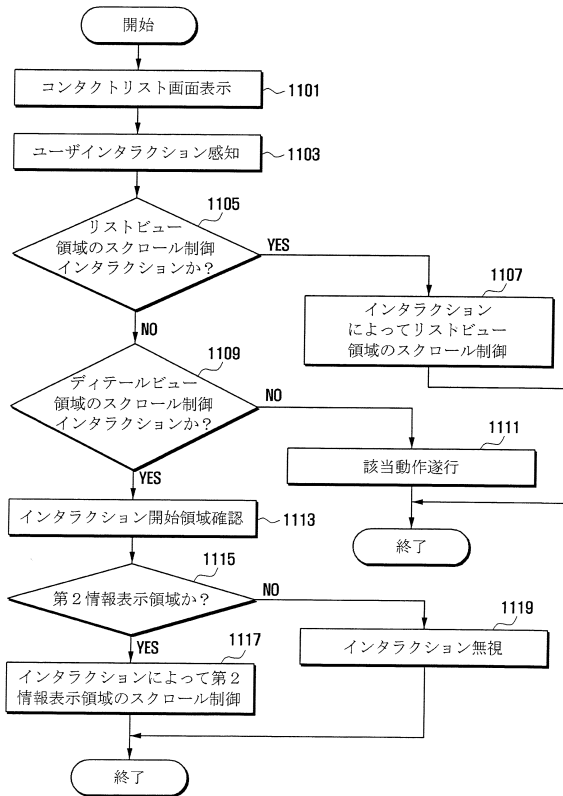 開始
コンタクトリスト画面表示
1101
ユーザインタラクション感知
1103
1105
リストビュー
領域のスクロール制御
インタラクションか？
YES
1107
インタラクション
によってリストビュー
領域のスクロール制御
NO
1109
ディテールビュー
領域のスクロール制御
インタラクションか？
NO
1111
該当動作遂行
YES
終了
インタラクション開始領域確認
1113
1115
第２情報表示領域か？
NO
1119
インタラクション無視
YES
1117
インタラクションによって第２
情報表示領域のスクロール制御
終了